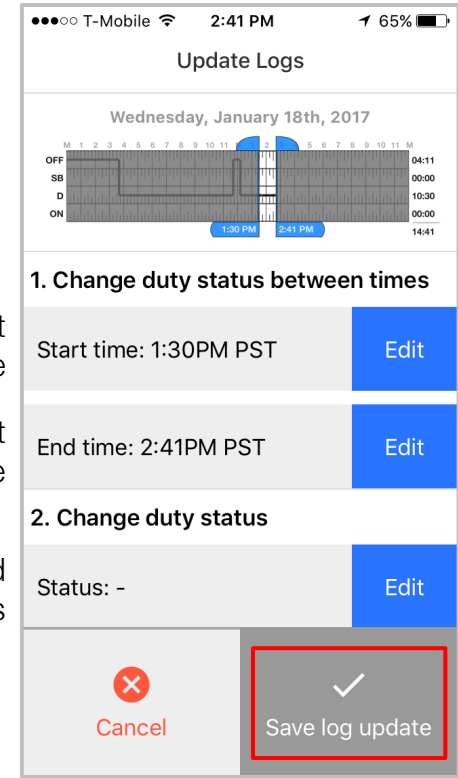 T-Mobile 2:41 PM 65%
Update Logs
Wednesday, January 18th, 2017
M 1 2 3 4 5 6 7 8 9 10 11 M 1 2 3 4 5 6 7 8 9 10 11 M
OFF 04:11
SB 00:00
D 10:30
ON 00:00
1:30 PM 2:41 PM 14:41
1. Change duty status between times
Start time: 1:30PM PST Edit
End time: 2:41PM PST Edit
2. Change duty status
Status: - Edit
Cancel Save log update